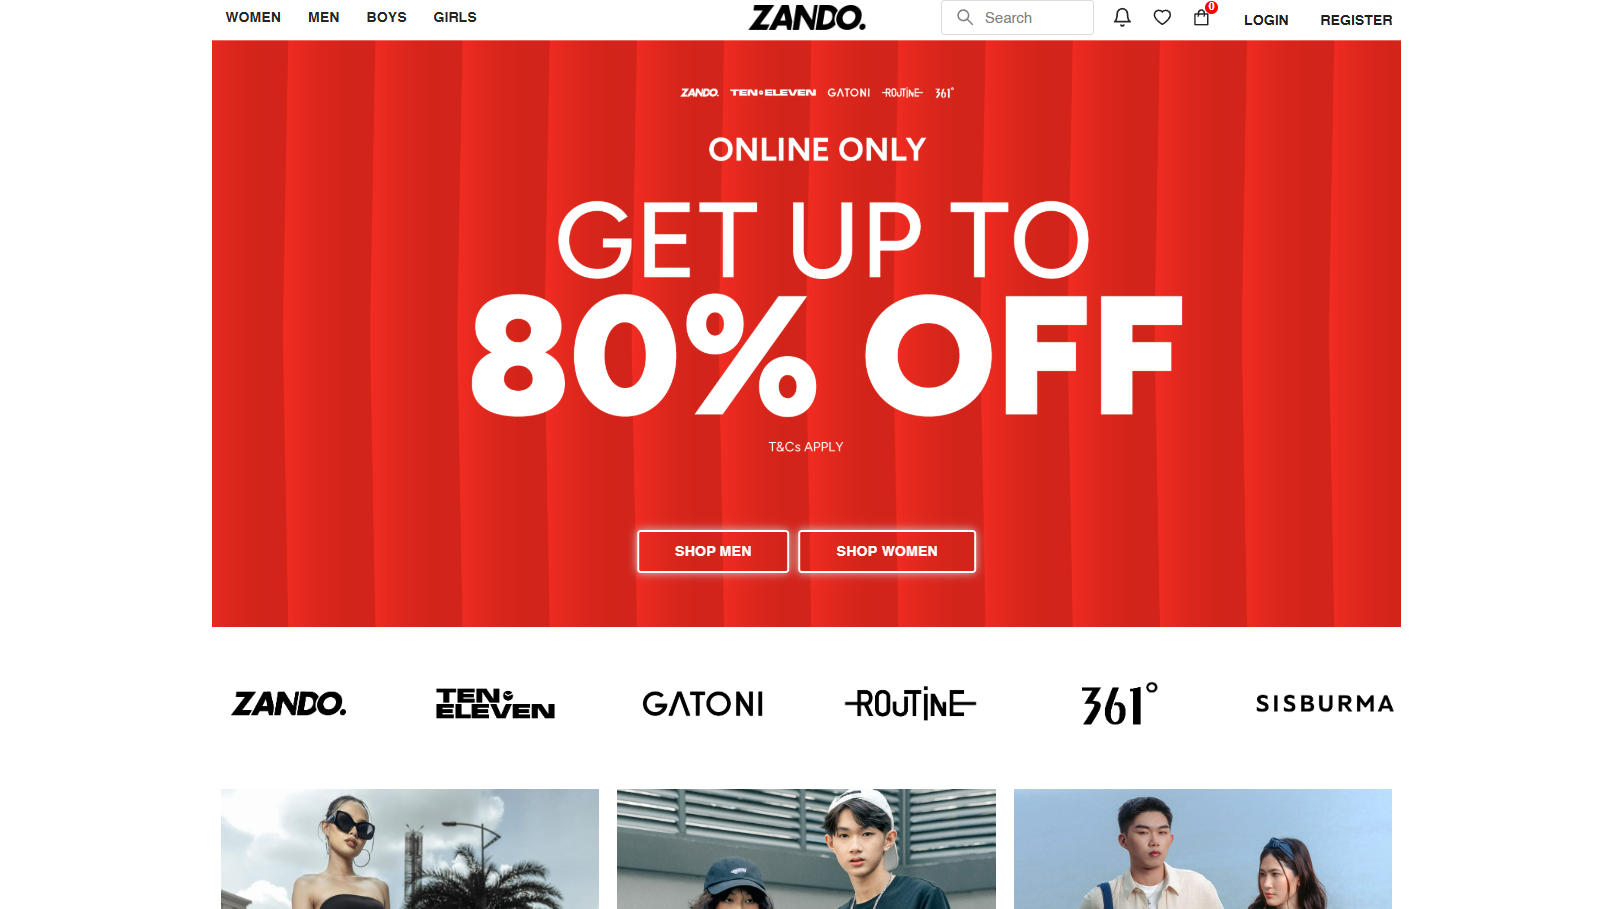 WOMEN MEN BOYS GIRLS ZANDO. Search 0 LOGIN REGISTER
ZANDO. TEN ELEVEN GATONI ROUTINE 361°
ONLINE ONLY
GET UP TO
80% OFF
T&Cs APPLY
SHOP MEN SHOP WOMEN
ZANDO. TEN ELEVEN GATONI ROUTINE 361° SISBURMA